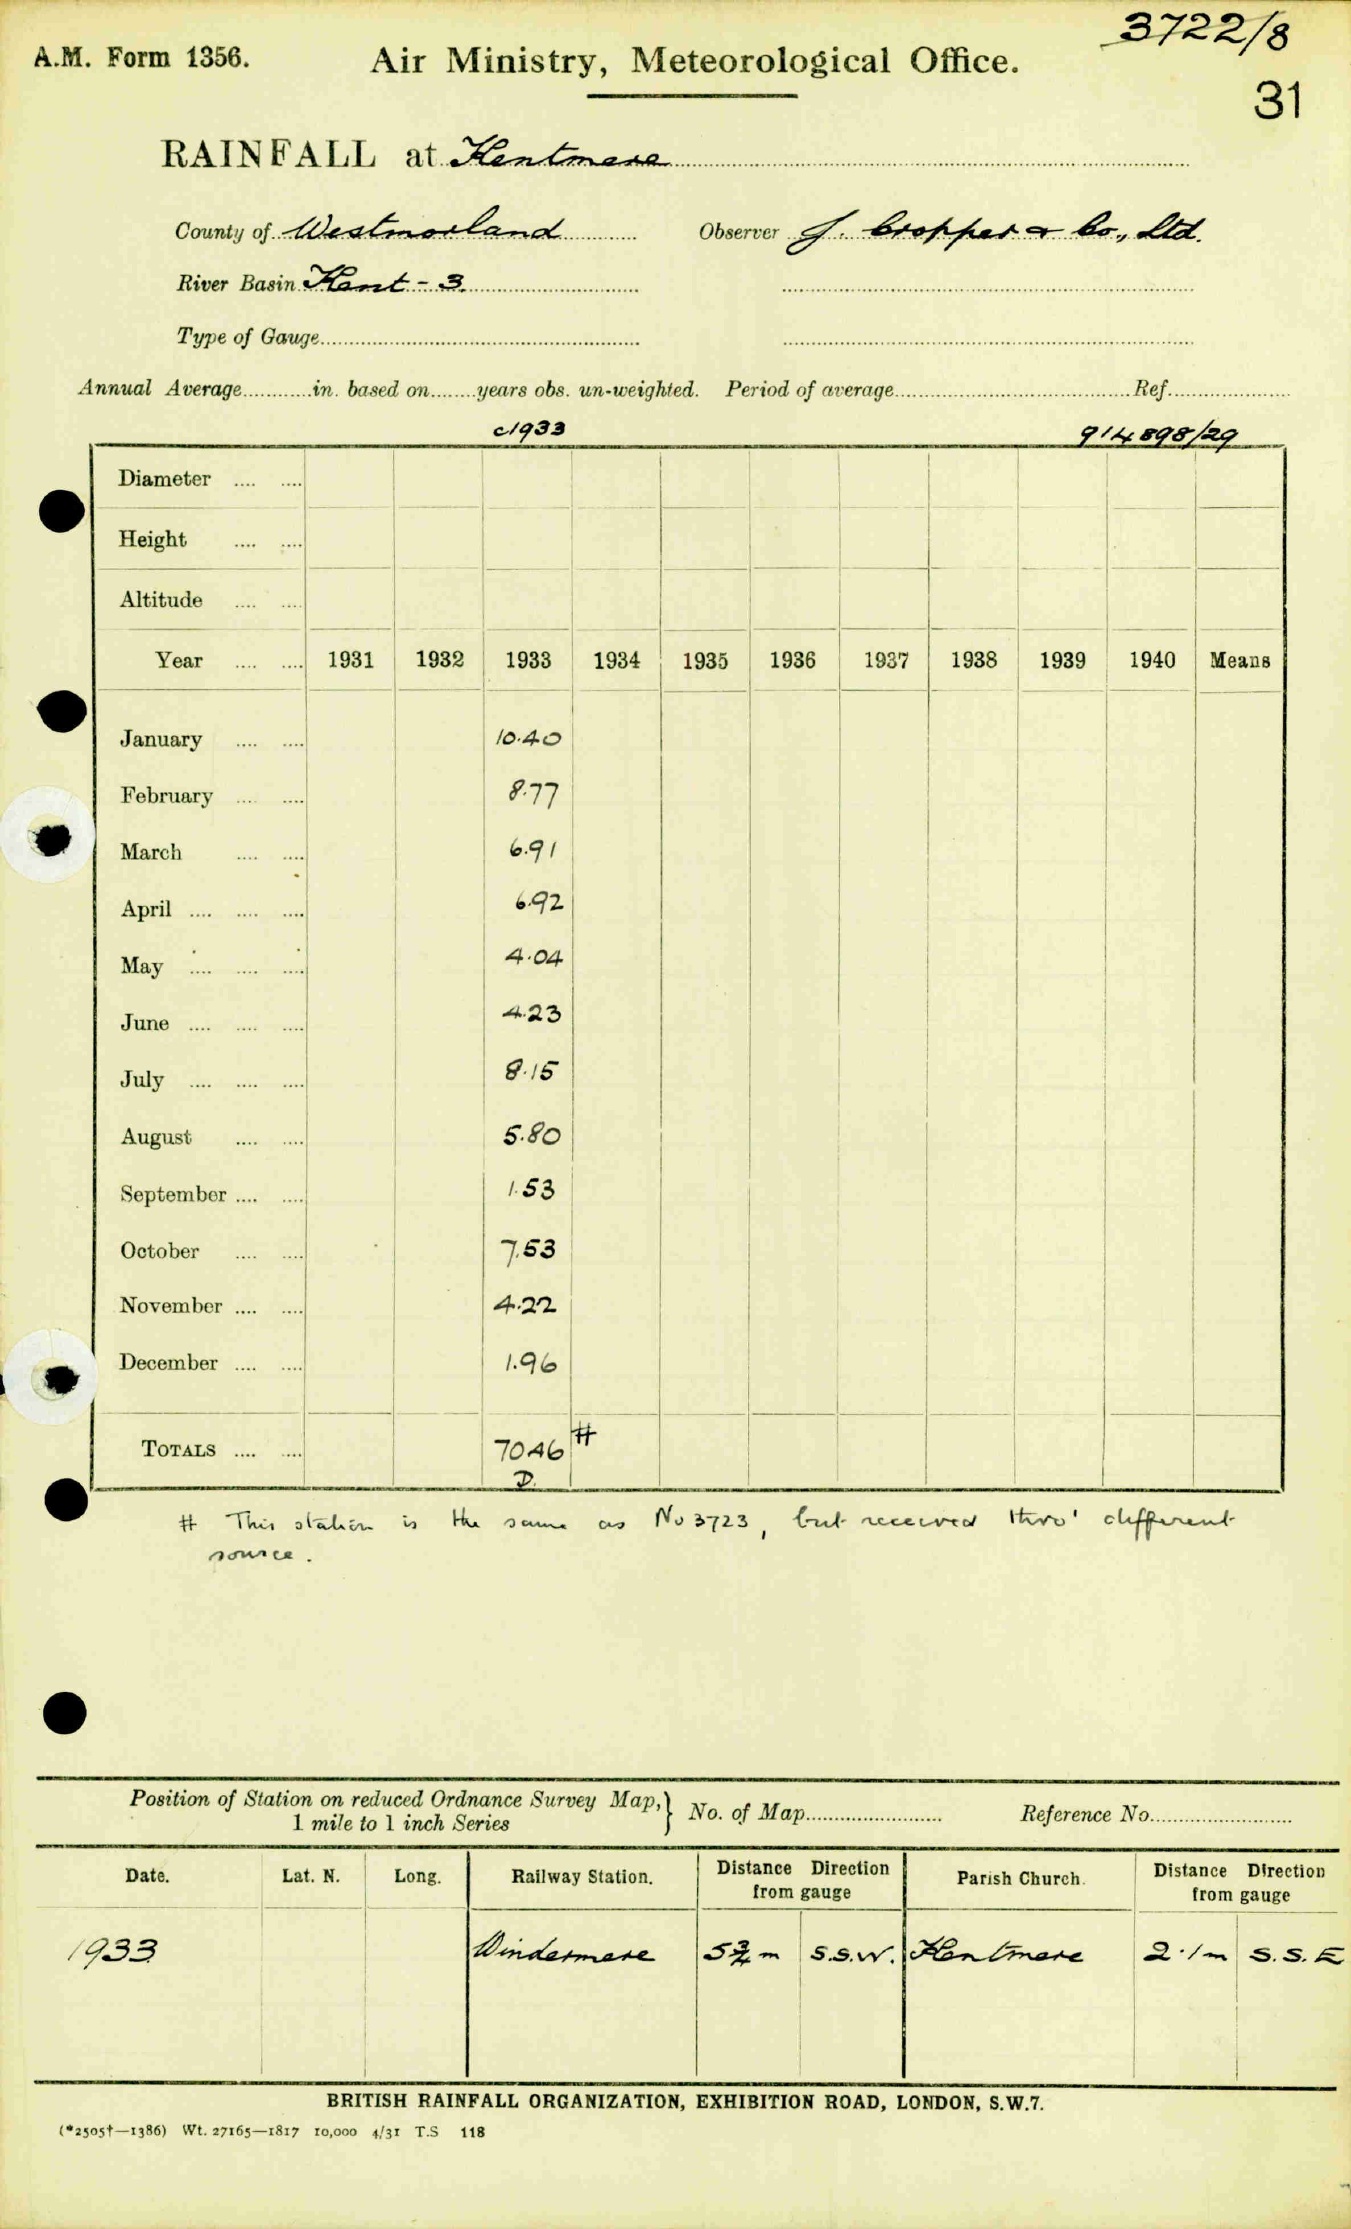 3722/8
A.M. Form 1356. Air Ministry, Meteorological Office.
31
RAINFALL at Kentmere
County of Westmorland Observer J. Cropper & Co., Ltd.
River Basin Kent - 3.
Type of Gauge
Annual Average in. based on years obs. un-weighted. Period of average Ref.
c1933 914898/29
Diameter
Height
Altitude
Year 1931 1932 1933 1934 1935 1936 1937 1938 1939 1940 Means
January 10.40
February 8.77
March 6.91
April 6.92
May 4.04
June 4.23
July 8.15
August 5.80
September 1.53
October 7.53
November 4.22
December 1.96
TOTALS 70.46 #
D.
# This station is the same as No 3723, but received thro' different
source.
Position of Station on reduced Ordnance Survey Map,} No. of Map Reference No.
1 mile to 1 inch Series
Date. Lat. N. Long. Railway Station. Distance Direction from gauge Parish Church. Distance Direction from gauge
1933 Windermere 5¾ m S.S.W. Kentmere 2.1m S.S.E
BRITISH RAINFALL ORGANIZATION, EXHIBITION ROAD, LONDON, S.W.7.
(*2505†—1386) Wt. 27165—1817 10,000 4/31 T.S 118